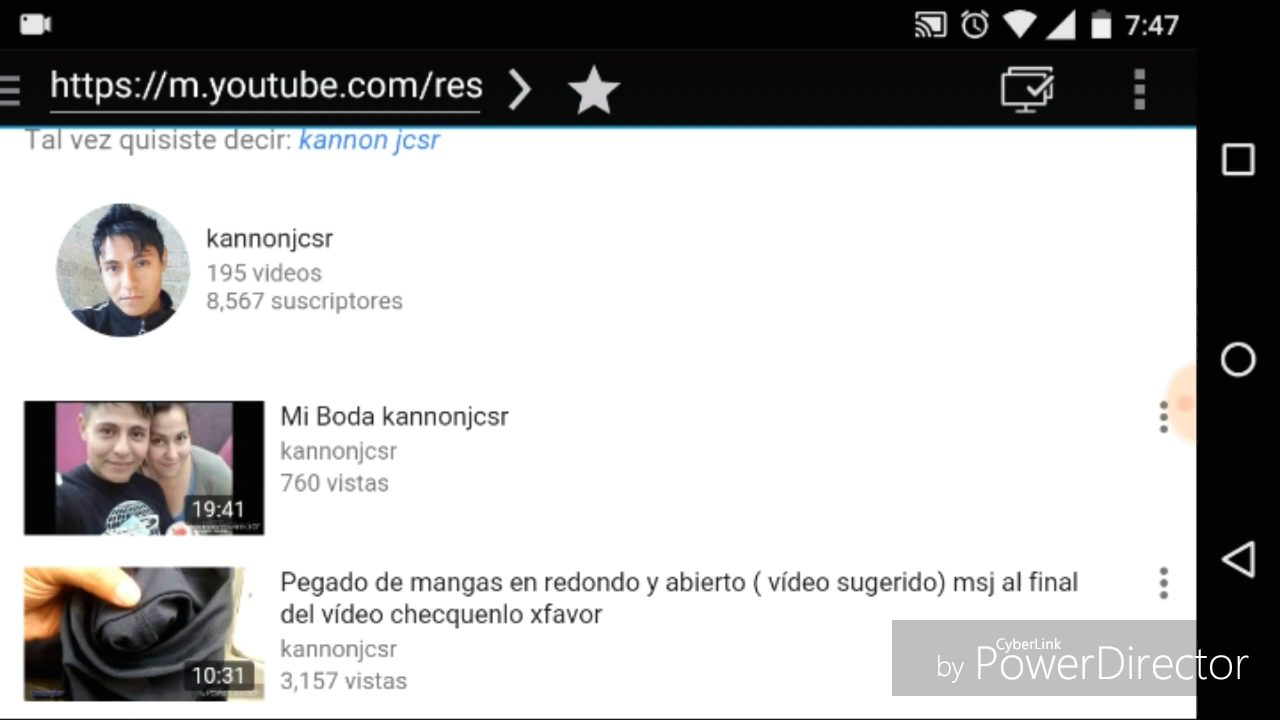 7:47
https://m.youtube.com/res
Tal vez quisiste decir: kannon jcsr
kannonjcsr
195 videos
8,567 suscriptores
Mi Boda kannonjcsr
kannonjcsr
760 vistas
19:41
Pegado de mangas en redondo y abierto ( vídeo sugerido) msj al final
del vídeo checquenlo xfavor
kannonjcsr
3,157 vistas
10:31
CyberLink
by PowerDirector